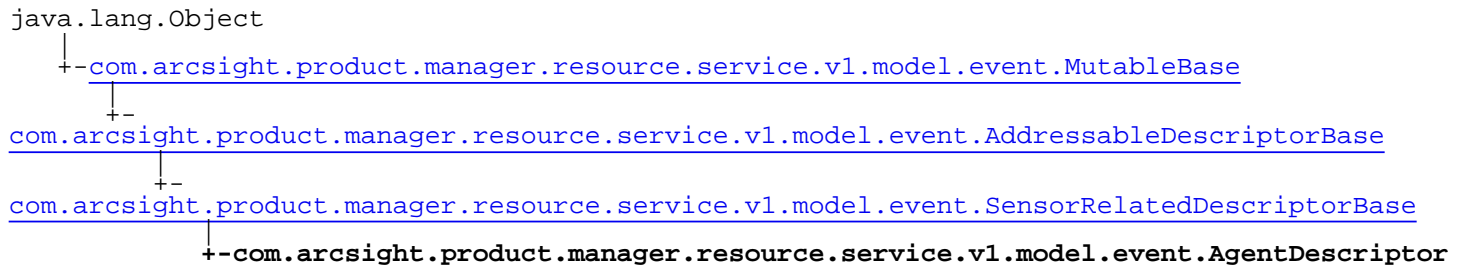 java.lang.Object
+-com.arcsight.product.manager.resource.service.v1.model.event.MutableBase
+-
com.arcsight.product.manager.resource.service.v1.model.event.AddressableDescriptorBase
+-
com.arcsight.product.manager.resource.service.v1.model.event.SensorRelatedDescriptorBase
+-com.arcsight.product.manager.resource.service.v1.model.event.AgentDescriptor